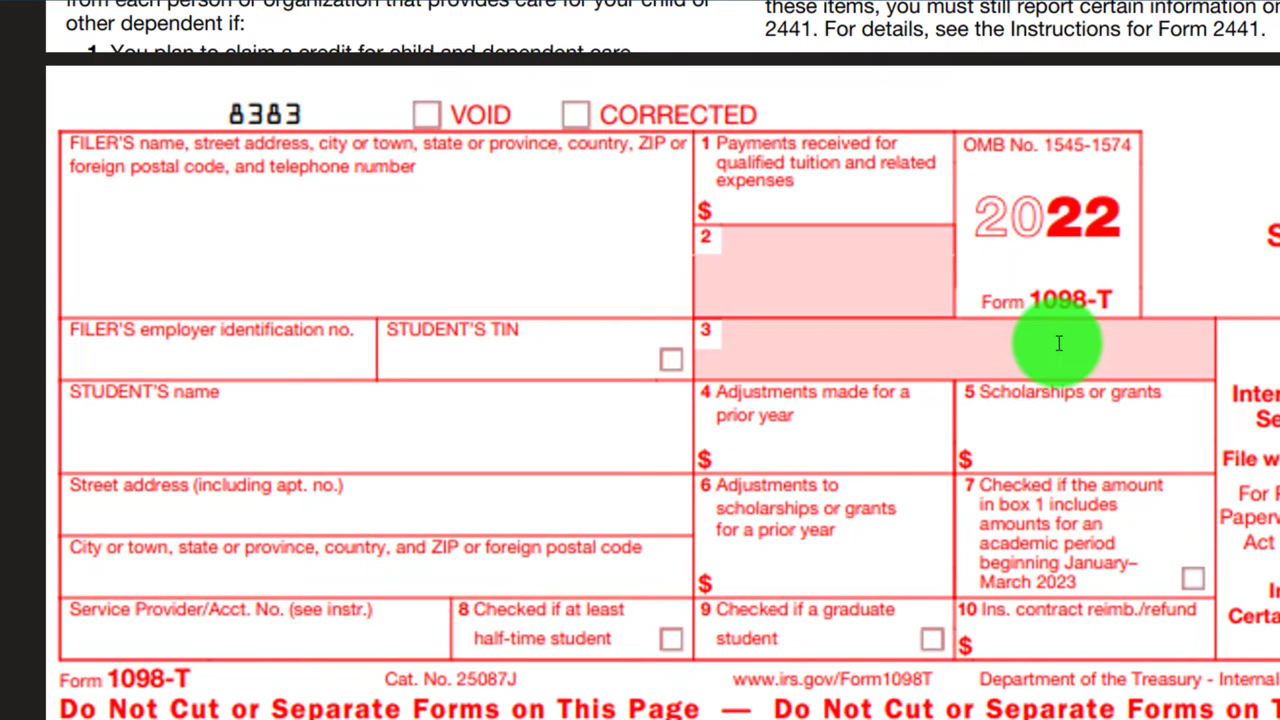 from each person or organization that provides care for your child or
other dependent if:
1 You plan to claim a credit for child and dependent care
these items, you must still report certain information on
2441. For details, see the Instructions for Form 2441.
8383
VOID
CORRECTED
FILER'S name, street address, city or town, state or province, country, ZIP or
foreign postal code, and telephone number
1 Payments received for
qualified tuition and related
expenses
$
2
OMB No. 1545-1574
2022
Form 1098-T
S
FILER'S employer identification no.
STUDENT'S TIN
3
STUDENT'S name
4 Adjustments made for a
prior year
$
5 Scholarships or grants
$
Street address (including apt. no.)
City or town, state or province, country, and ZIP or foreign postal code
6 Adjustments to
scholarships or grants
for a prior year
$
7 Checked if the amount
in box 1 includes
amounts for an
academic period
beginning January–
March 2023
Service Provider/Acct. No. (see instr.)
8 Checked if at least
half-time student
9 Checked if a graduate
student
10 Ins. contract reimb./refund
$
Inter
Se
File w
For P
Paperw
Act
In
Certa
Form 1098-T
Cat. No. 25087J
www.irs.gov/Form1098T
Department of the Treasury - Internal
Do Not Cut or Separate Forms on This Page — Do Not Cut or Separate Forms on T